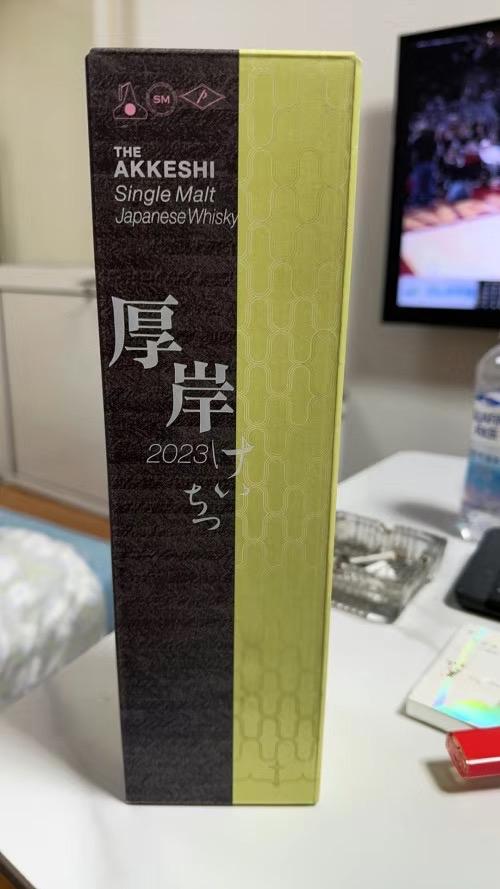 SM
THE
AKKESHI
Single Malt
Japanese Whisky
厚岸
2023
けいちつ